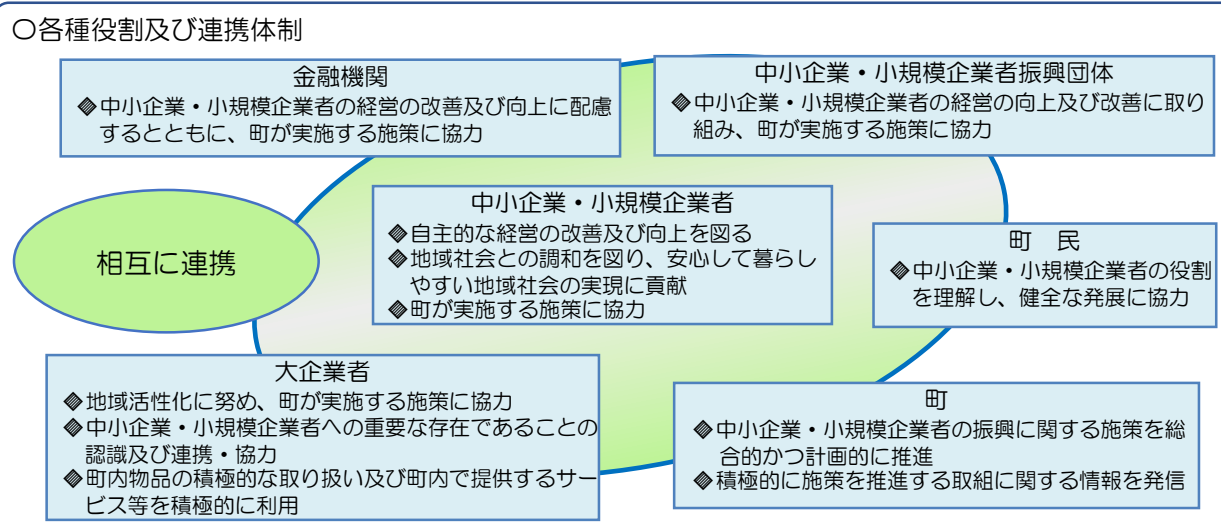 〇各種役割及び連携体制
金融機関
◈中小企業・小規模企業者の経営の改善及び向上に配慮
するとともに、町が実施する施策に協力
中小企業・小規模企業者振興団体
◈中小企業・小規模企業者の経営の向上及び改善に取り
組み、町が実施する施策に協力
相互に連携
中小企業・小規模企業者
◈自主的な経営の改善及び向上を図る
◈地域社会との調和を図り、安心して暮らし
やすい地域社会の実現に貢献
◈町が実施する施策に協力
町　民
◈中小企業・小規模企業者の役割
を理解し、健全な発展に協力
大企業者
◈地域活性化に努め、町が実施する施策に協力
◈中小企業・小規模企業者への重要な存在であることの
認識及び連携・協力
◈町内物品の積極的な取り扱い及び町内で提供するサー
ビス等を積極的に利用
町
◈中小企業・小規模企業者の振興に関する施策を総
合的かつ計画的に推進
◈積極的に施策を推進する取組に関する情報を発信